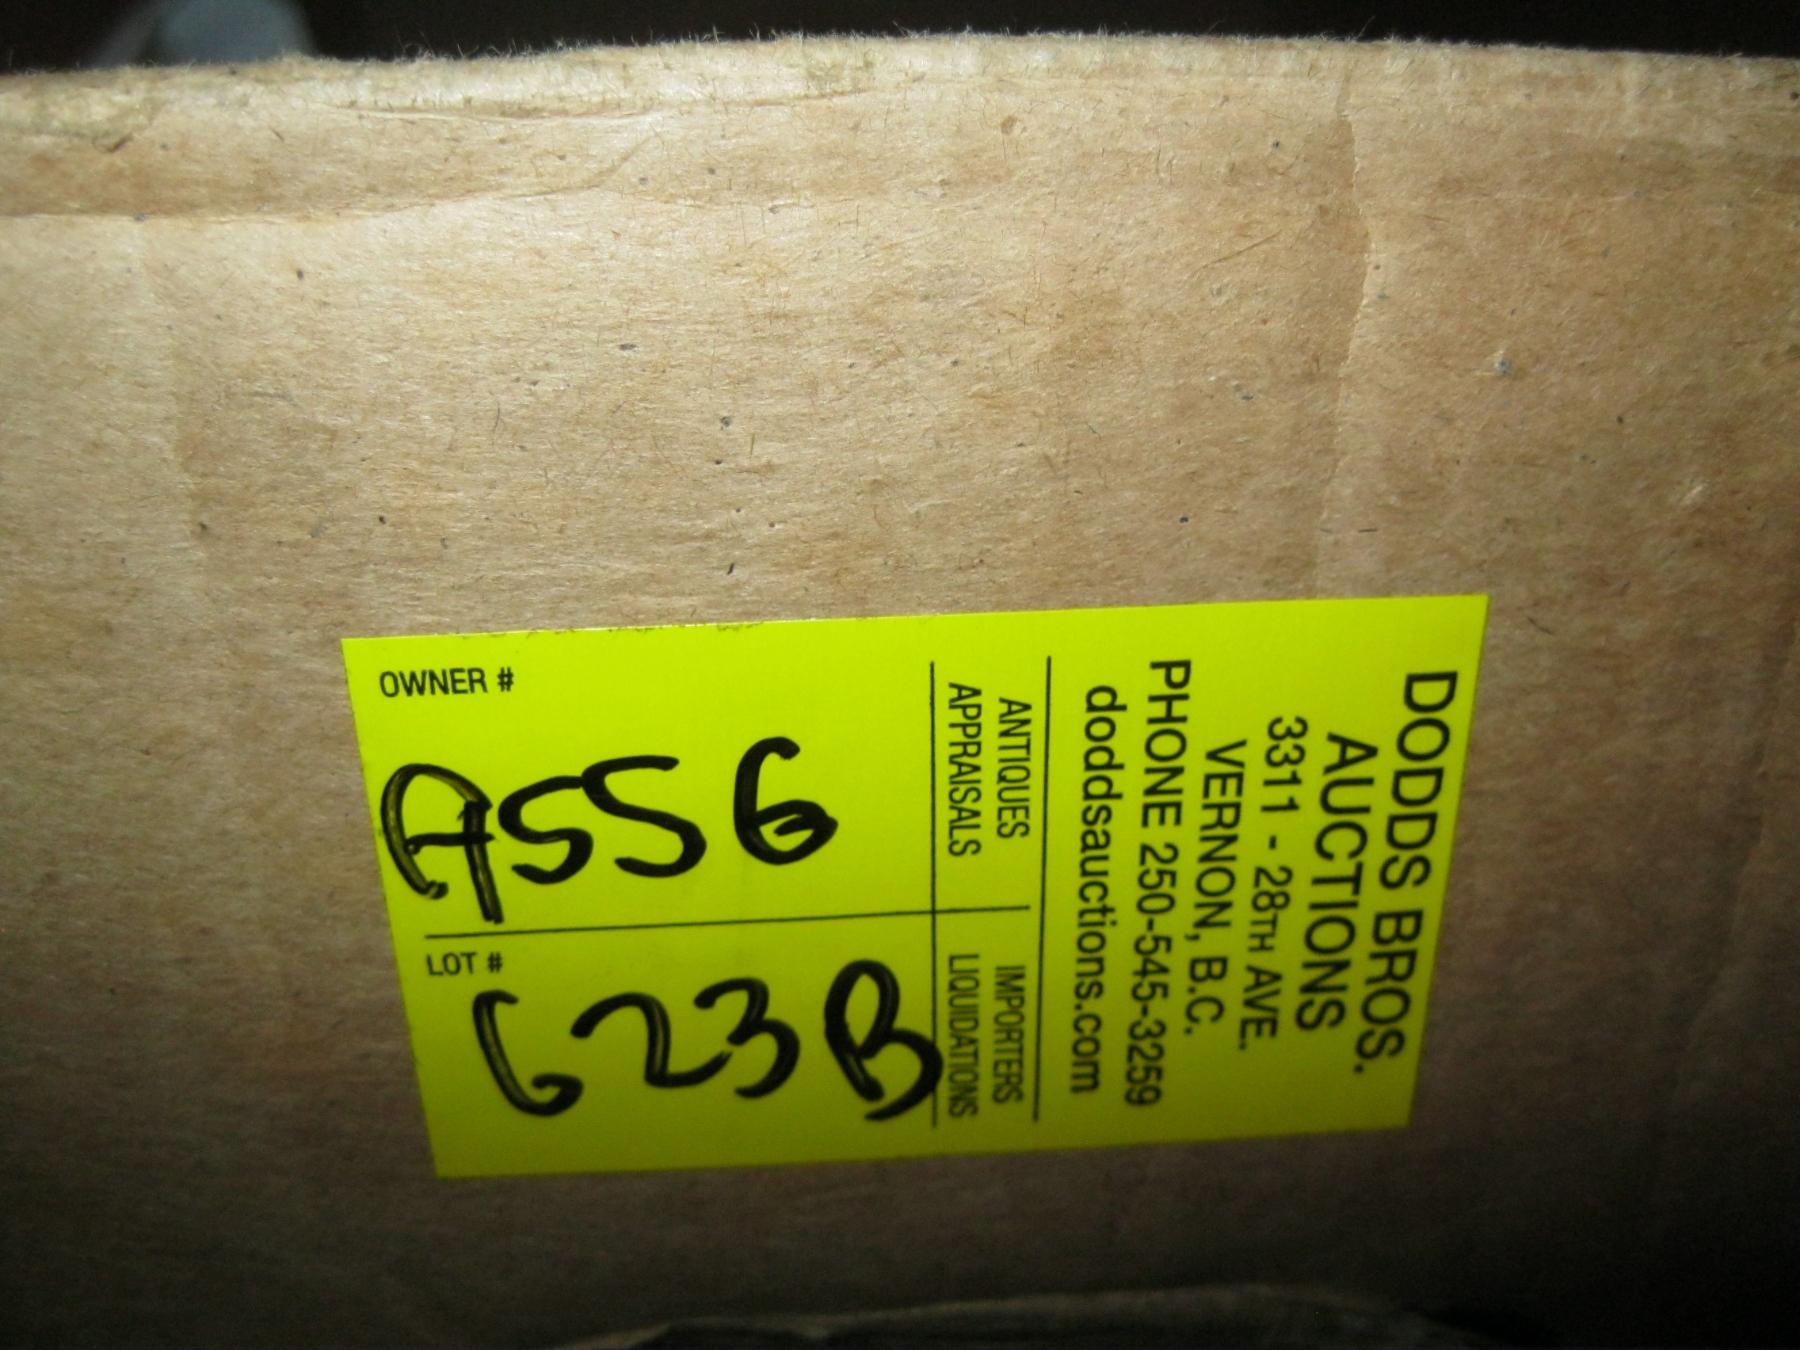 DODDS BROS.
AUCTIONS
3311 - 28TH AVE.
VERNON, B.C.
PHONE 250-545-3259
doddsauctions.com
ANTIQUES IMPORTERS
APPRAISALS LIQUIDATIONS
OWNER #
A556
LOT #
623B